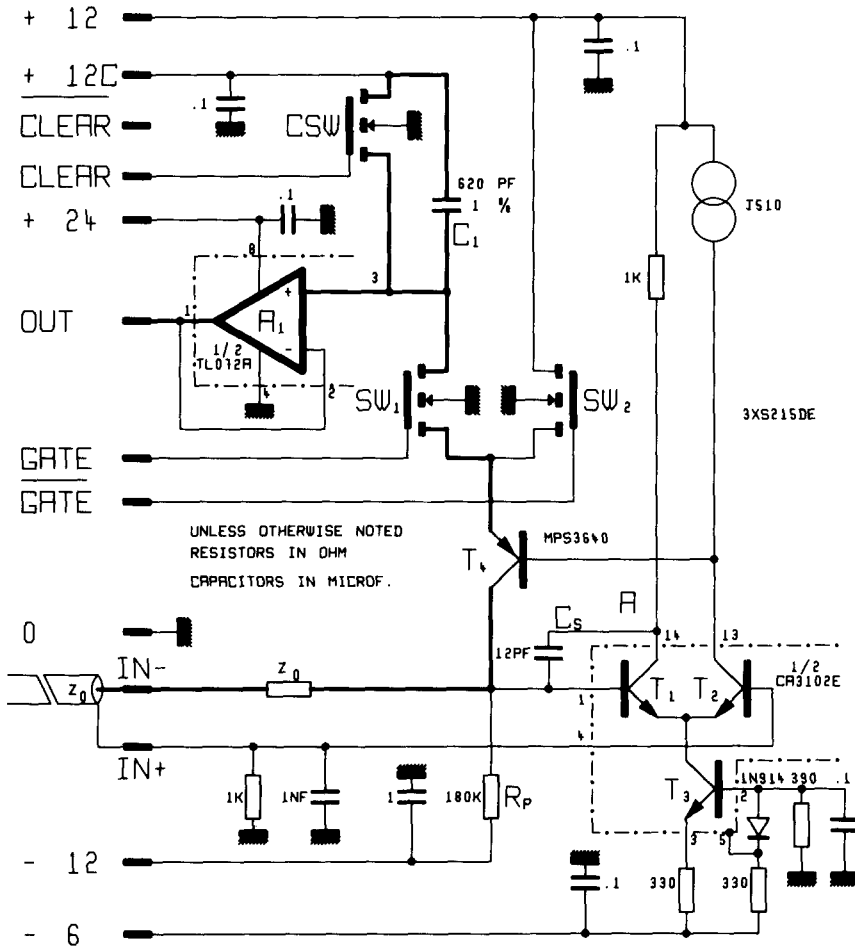 + 12
.1
+ 12C
.1
CSW
CLEAR
CLEAR
620 PF
1 %
C1
J510
+ 24
.1
8
3
1K
+
OUT
1
A1
-
1/2
TL072A
4
2
SW1
SW2
3XS215DE
GATE
GATE
UNLESS OTHERWISE NOTED
RESISTORS IN OHM
CAPACITORS IN MICROF.
T4
MPS3640
A
0
CS
14
13
12PF
IN-
Z0
Z0
1
T1
T2
1/2
CA3102E
4
IN+
1K
1NF
1
180K
RP
T3
2
1N914
390
.1
3
5
- 12
.1
330
330
- 6